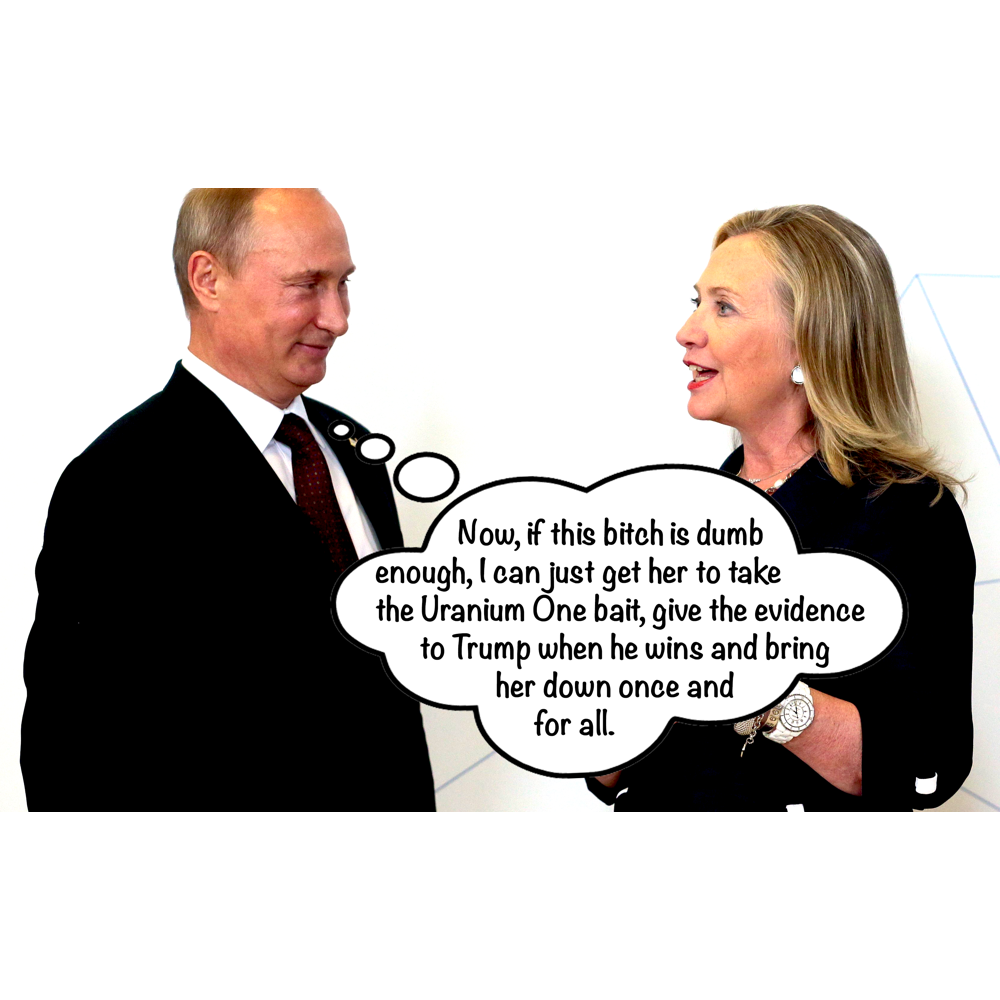 Now, if this bitch is dumb
enough, I can just get her to take
the Uranium One bait, give the evidence
to Trump when he wins and bring
her down once and
for all.